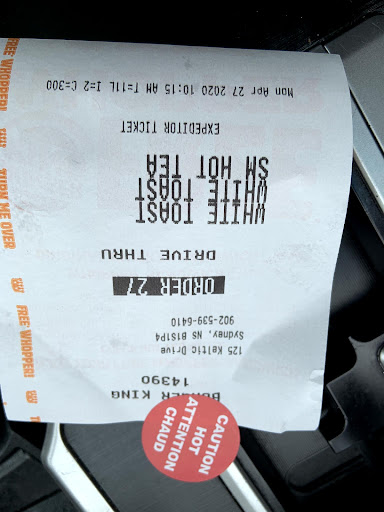 BURGER KING
14390
125 Keltic Drive
Sydney, NS B1S1P4
902-539-6410
ORDER 27
DRIVE THRU
WHITE TOAST
WHITE TOAST
SM HOT TEA
EXPEDITOR TICKET
Mon Apr 27 2020 10:15 AM T=11L I=2 C=300
CAUTION
HOT
ATTENTION
CHAUD
FREE WHOPPER!
TURN ME OVER
FREE WHOPPER!